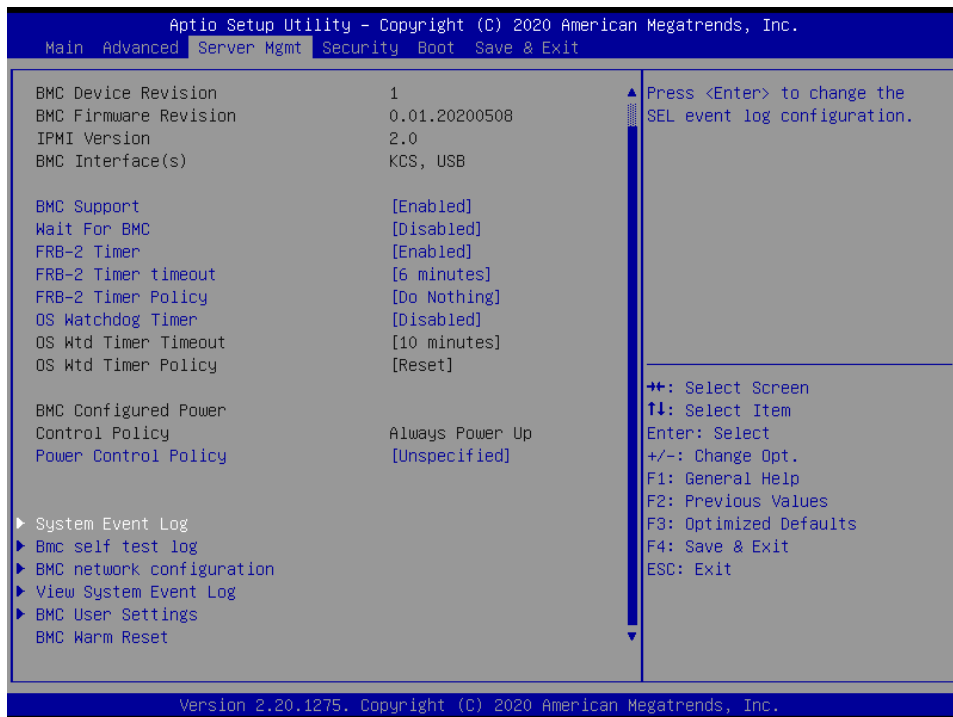 Aptio Setup Utility – Copyright (C) 2020 American Megatrends, Inc.
Main Advanced Server Mgmt Security Boot Save & Exit
BMC Device Revision 1
BMC Firmware Revision 0.01.20200508
IPMI Version 2.0
BMC Interface(s) KCS, USB
BMC Support [Enabled]
Wait For BMC [Disabled]
FRB-2 Timer [Enabled]
FRB-2 Timer timeout [6 minutes]
FRB-2 Timer Policy [Do Nothing]
OS Watchdog Timer [Disabled]
OS Wtd Timer Timeout [10 minutes]
OS Wtd Timer Policy [Reset]
BMC Configured Power
Control Policy Always Power Up
Power Control Policy [Unspecified]
System Event Log
Bmc self test log
BMC network configuration
View System Event Log
BMC User Settings
BMC Warm Reset
Press <Enter> to change the
SEL event log configuration.
→←: Select Screen
↑↓: Select Item
Enter: Select
+/-: Change Opt.
F1: General Help
F2: Previous Values
F3: Optimized Defaults
F4: Save & Exit
ESC: Exit
Version 2.20.1275. Copyright (C) 2020 American Megatrends, Inc.